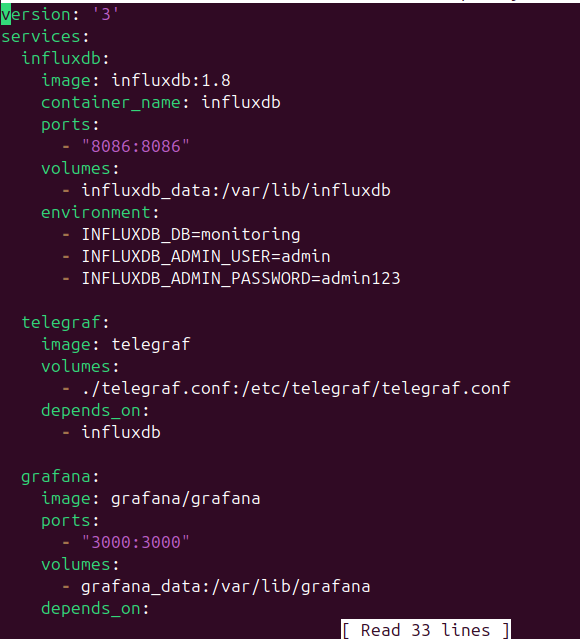 version: '3'
services:
  influxdb:
    image: influxdb:1.8
    container_name: influxdb
    ports:
      - "8086:8086"
    volumes:
      - influxdb_data:/var/lib/influxdb
    environment:
      - INFLUXDB_DB=monitoring
      - INFLUXDB_ADMIN_USER=admin
      - INFLUXDB_ADMIN_PASSWORD=admin123

  telegraf:
    image: telegraf
    volumes:
      - ./telegraf.conf:/etc/telegraf/telegraf.conf
    depends_on:
      - influxdb

  grafana:
    image: grafana/grafana
    ports:
      - "3000:3000"
    volumes:
      - grafana_data:/var/lib/grafana
    depends_on:
[ Read 33 lines ]